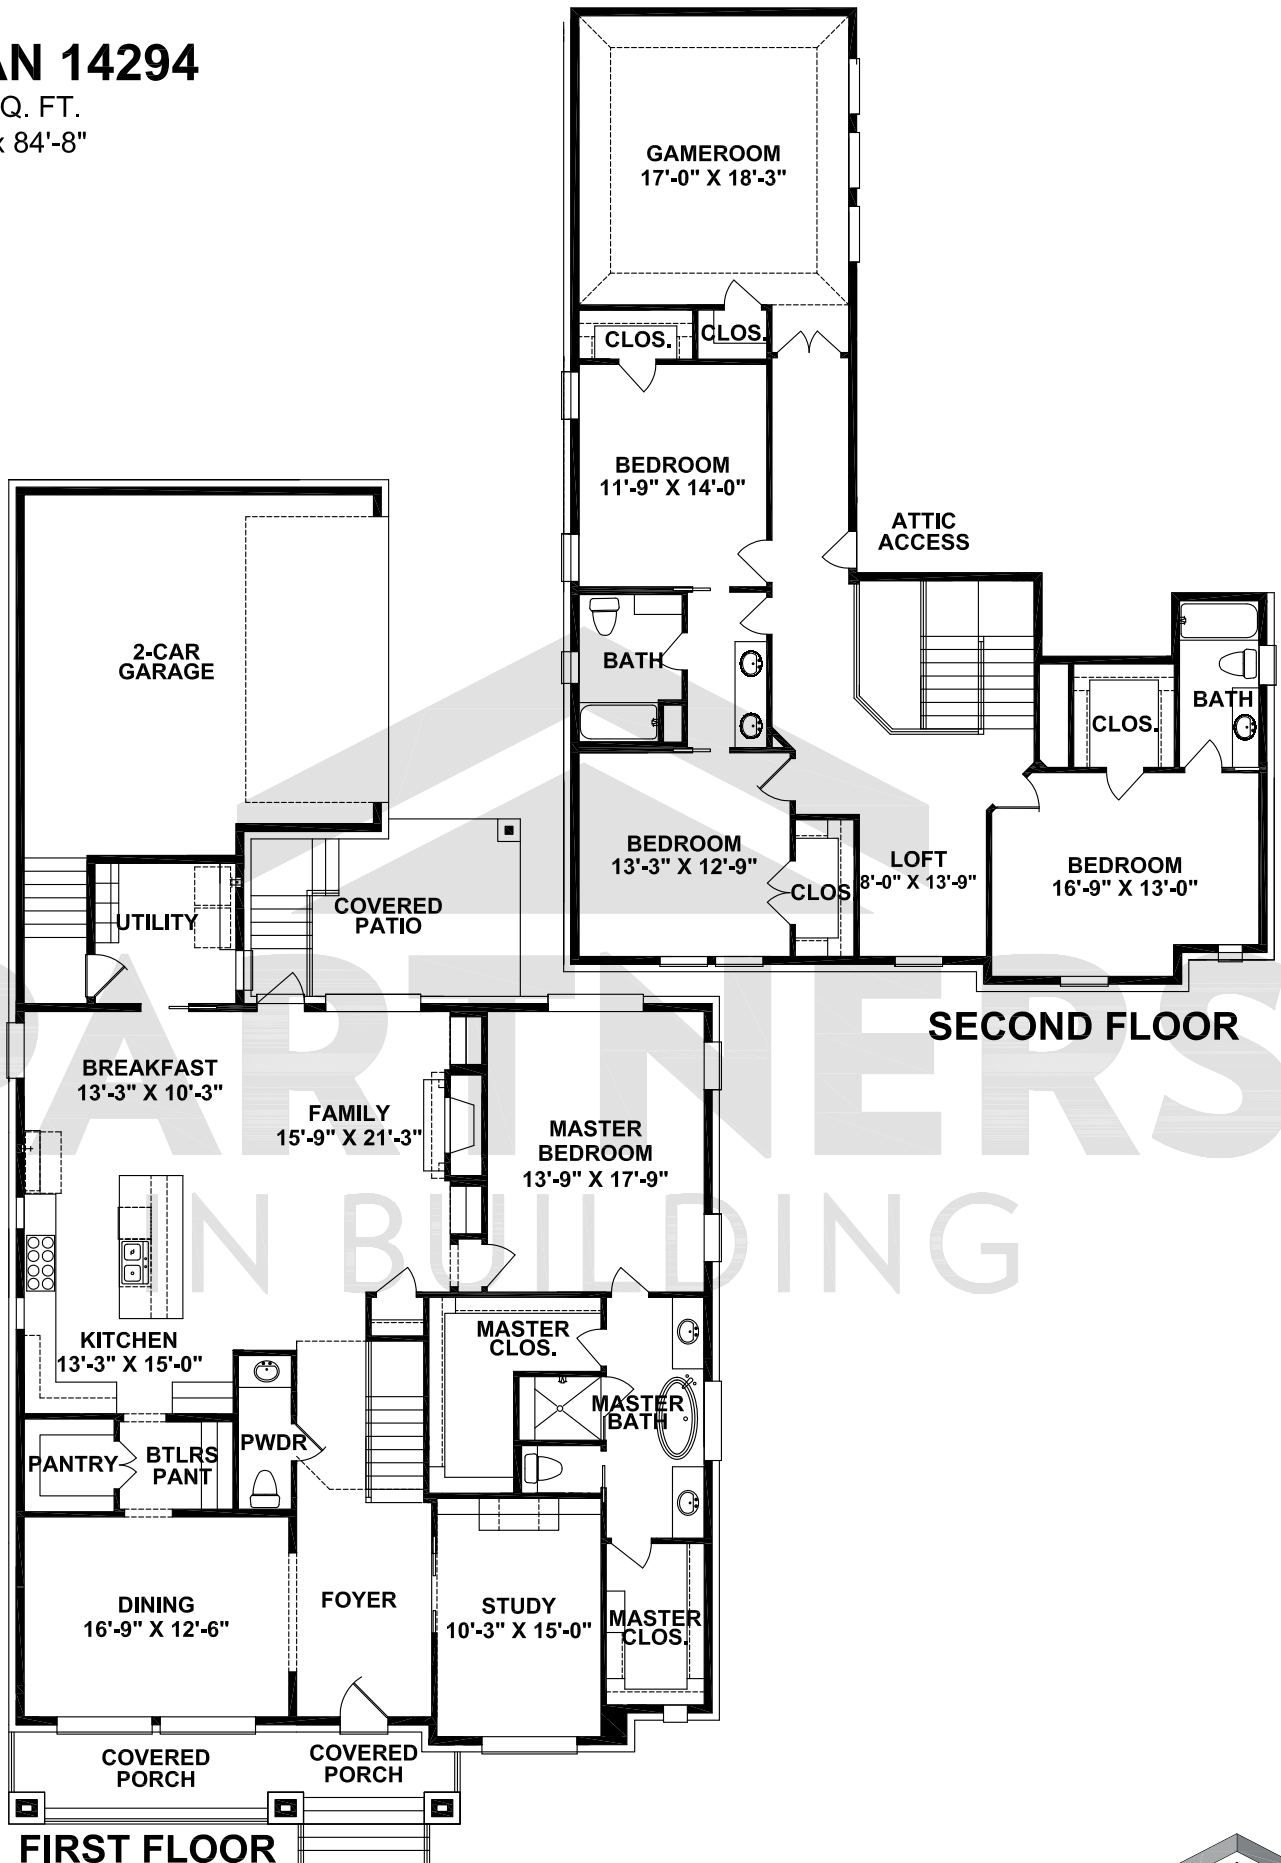 AN 14294
Q. FT.
x 84'-8"
GAMEROOM
17'-0" X 18'-3"
CLOS.
CLOS.
BEDROOM
11'-9" X 14'-0"
ATTIC
ACCESS
BATH
BATH
CLOS.
BEDROOM
13'-3" X 12'-9"
CLOS
LOFT
8'-0" X 13'-9"
BEDROOM
16'-9" X 13'-0"
SECOND FLOOR
2-CAR
GARAGE
UTILITY
COVERED
PATIO
PARTNERS
IN BUILDING
BREAKFAST
13'-3" X 10'-3"
FAMILY
15'-9" X 21'-3"
MASTER
BEDROOM
13'-9" X 17'-9"
KITCHEN
13'-3" X 15'-0"
MASTER
CLOS.
MASTER
BATH
PANTRY
BTLRS
PANT
PWDR
DINING
16'-9" X 12'-6"
FOYER
STUDY
10'-3" X 15'-0"
MASTER
CLOS.
COVERED
PORCH
COVERED
PORCH
FIRST FLOOR